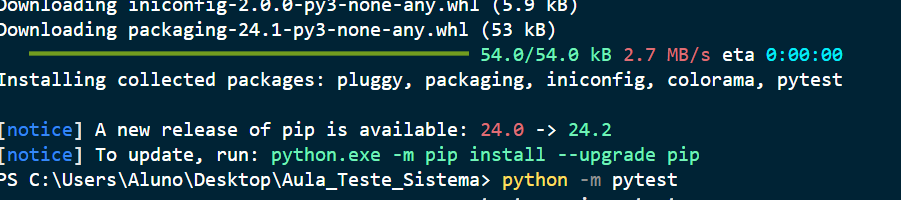 Downloading iniconfig-2.0.0-py3-none-any.whl (5.9 kB)
Downloading packaging-24.1-py3-none-any.whl (53 kB)
54.0/54.0 kB 2.7 MB/s eta 0:00:00
Installing collected packages: pluggy, packaging, iniconfig, colorama, pytest
[notice] A new release of pip is available: 24.0 -> 24.2
[notice] To update, run: python.exe -m pip install --upgrade pip
PS C:\Users\Aluno\Desktop\Aula_Teste_Sistema> python -m pytest